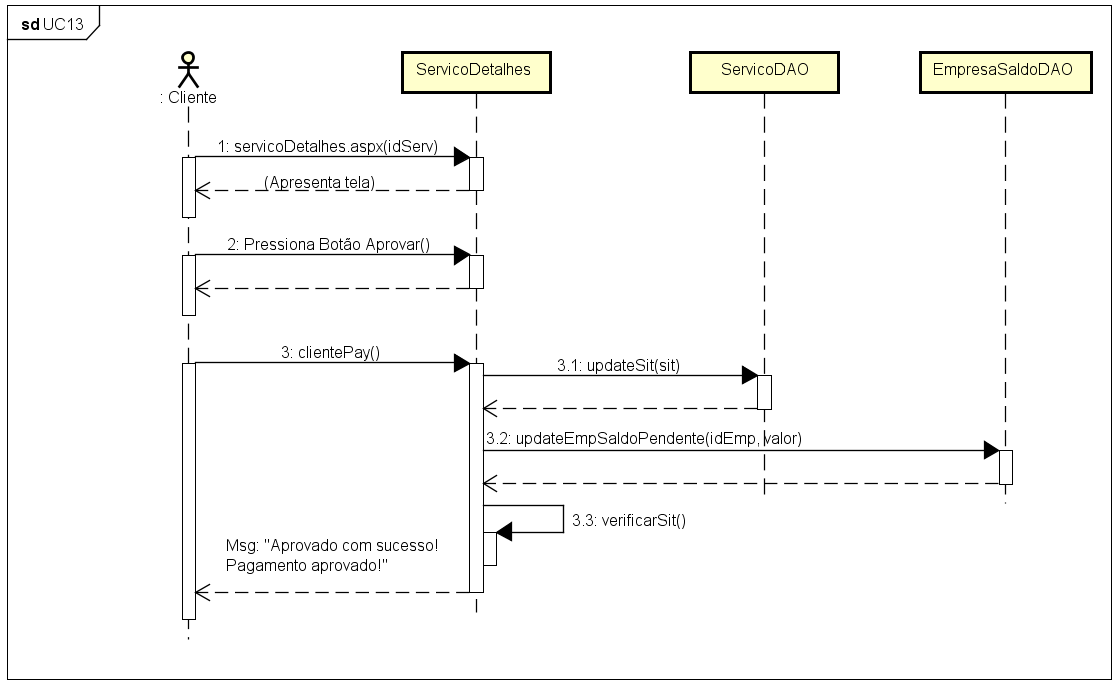 sd UC13
: Cliente
ServicoDetalhes
ServicoDAO
EmpresaSaldoDAO
1: servicoDetalhes.aspx(idServ)
(Apresenta tela)
2: Pressiona Botão Aprovar()
3: clientePay()
3.1: updateSit(sit)
3.2: updateEmpSaldoPendente(idEmp, valor)
3.3: verificarSit()
Msg: "Aprovado com sucesso!
Pagamento aprovado!"